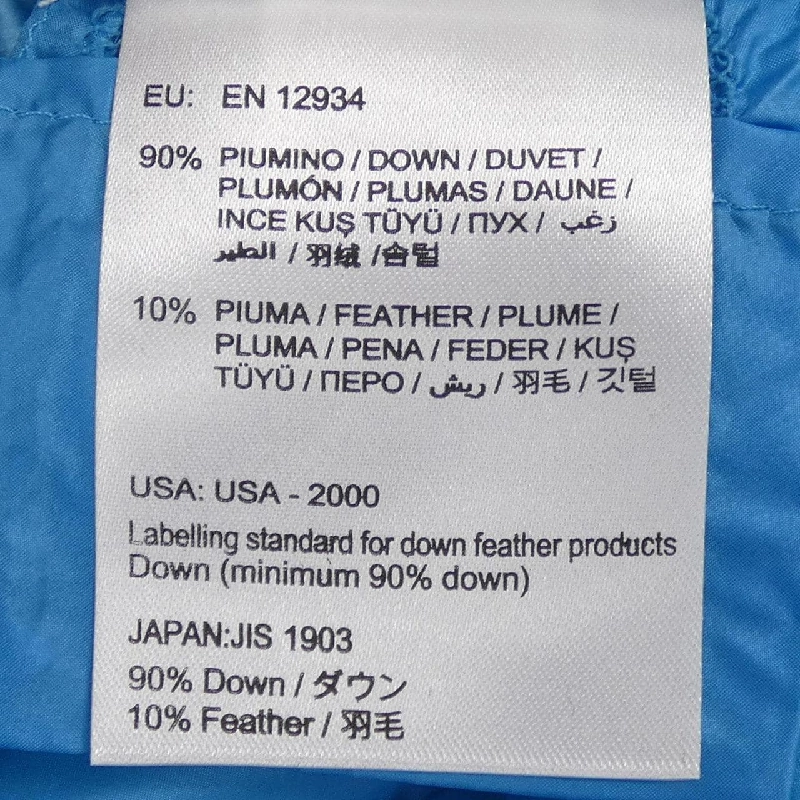 EU: EN 12934
90% PIUMINO / DOWN / DUVET /
PLUMÓN / PLUMAS / DAUNE /
INCE KUŞ TÜYÜ / ПУХ / زغب
الطير / 羽绒 /솜털
10% PIUMA / FEATHER / PLUME /
PLUMA / PENA / FEDER / KUŞ
TÜYÜ / ПЕРО / ريش / 羽毛 / 깃털
USA: USA - 2000
Labelling standard for down feather products
Down (minimum 90% down)
JAPAN:JIS 1903
90% Down / ダウン
10% Feather / 羽毛